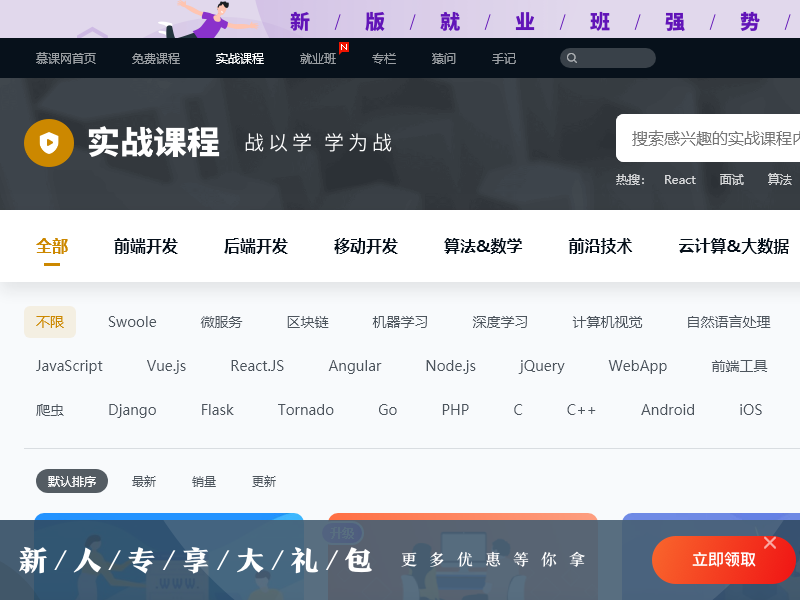 新 / 版 / 就 / 业 / 班 / 强 / 势 /
慕课网首页 免费课程 实战课程 就业班 N 专栏 猿问 手记
实战课程 战以学 学为战
搜索感兴趣的实战课程内
热搜: React 面试 算法
全部 前端开发 后端开发 移动开发 算法&数学 前沿技术 云计算&大数据
不限 Swoole 微服务 区块链 机器学习 深度学习 计算机视觉 自然语言处理
JavaScript Vue.js React.JS Angular Node.js jQuery WebApp 前端工具
爬虫 Django Flask Tornado Go PHP C C++ Android iOS
默认排序 最新 销量 更新
升级
新/人/专/享/大/礼/包 更多优惠等你拿 立即领取
WWW.